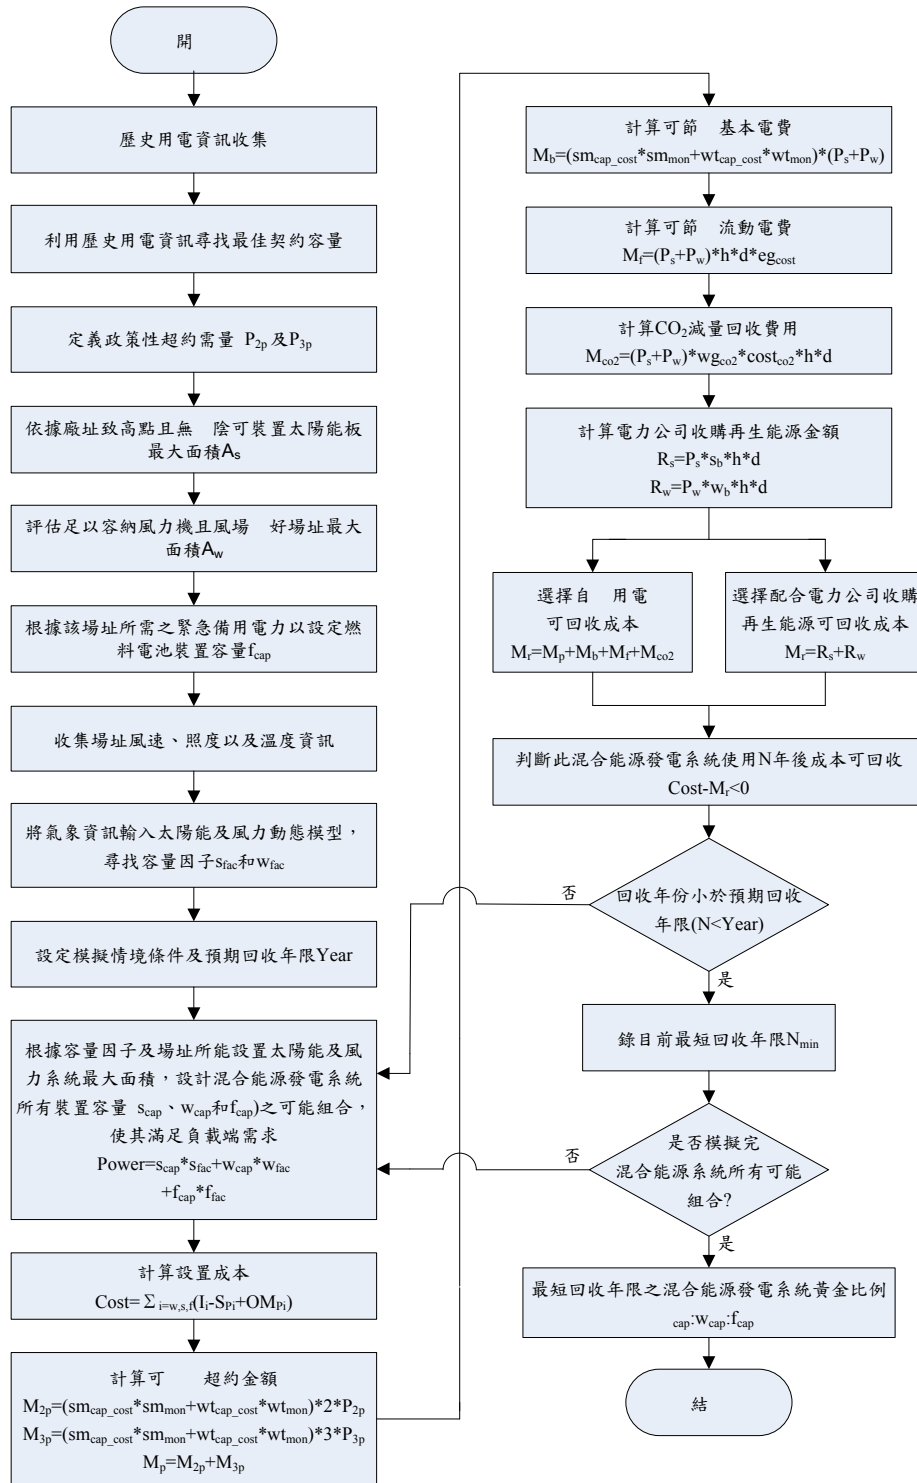 開
歷史用電資訊收集
利用歷史用電資訊尋找最佳契約容量
定義政策性超約需量 P2p及P3p
依據廠址致高點且無 陰可裝置太陽能板
最大面積As
評估足以容納風力機且風場 好場址最大
面積Aw
根據該場址所需之緊急備用電力以設定燃
料電池裝置容量fcap
收集場址風速、照度以及溫度資訊
將氣象資訊輸入太陽能及風力動態模型，
尋找容量因子sfac和wfac
設定模擬情境條件及預期回收年限Year
根據容量因子及場址所能設置太陽能及風
力系統最大面積，設計混合能源發電系統
所有裝置容量 scap、wcap和fcap)之可能組合，
使其滿足負載端需求
Power=scap*sfac+wcap*wfac
+fcap*ffac
計算設置成本
Cost=Σi=w,s,f(Ii-SPi+OMPi)
計算可 超約金額
M2p=(smcap_cost*smmon+wtcap_cost*wtmon)*2*P2p
M3p=(smcap_cost*smmon+wtcap_cost*wtmon)*3*P3p
Mp=M2p+M3p
計算可節 基本電費
Mb=(smcap_cost*smmon+wtcap_cost*wtmon)*(Ps+Pw)
計算可節 流動電費
Mf=(Ps+Pw)*h*d*egcost
計算CO2減量回收費用
Mco2=(Ps+Pw)*wgco2*costco2*h*d
計算電力公司收購再生能源金額
Rs=Ps*sb*h*d
Rw=Pw*wb*h*d
選擇自 用電
可回收成本
Mr=Mp+Mb+Mf+Mco2
選擇配合電力公司收購
再生能源可回收成本
Mr=Rs+Rw
判斷此混合能源發電系統使用N年後成本可回收
Cost-Mr<0
否
回收年份小於預期回收
年限(N<Year)
是
錄目前最短回收年限Nmin
否
是否模擬完
混合能源系統所有可能
組合?
是
最短回收年限之混合能源發電系統黃金比例
cap:wcap:fcap
結